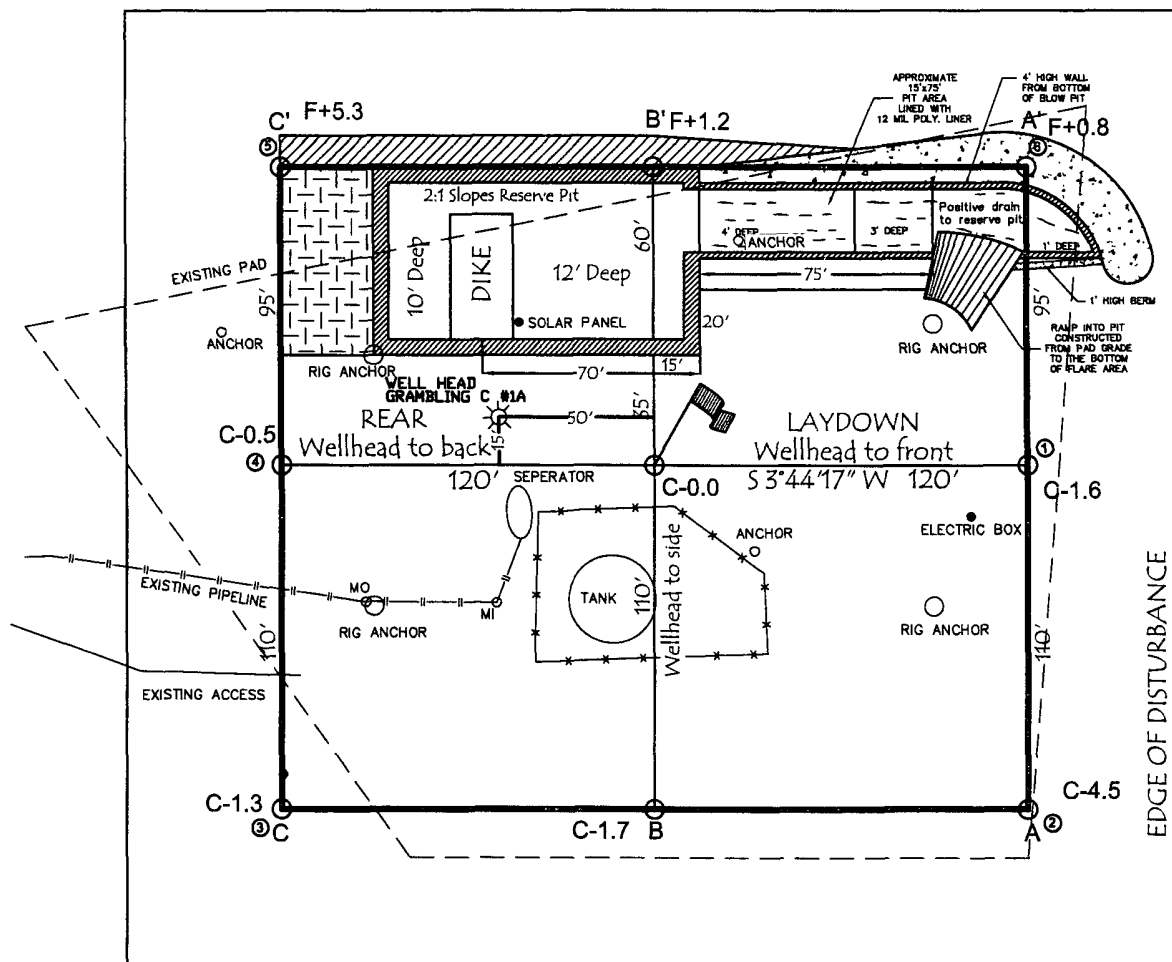 C'
F+5.3
B'
F+1.2
APPROXIMATE
15'x75'
PIT AREA
LINED WITH
12 MIL POLY. LINER
4' HIGH WALL
FROM BOTTOM
OF BLOW PIT
A'
F+0.8
5
2:1 Slopes Reserve Pit
Positive drain
to reserve pit
EXISTING PAD
10' Deep
DIKE
12' Deep
60'
4' DEEP
ANCHOR
3' DEEP
1' DEEP
75'
1' HIGH BERM
95'
95'
SOLAR PANEL
20'
ANCHOR
RIG ANCHOR
RAMP INTO PIT
CONSTRUCTED
FROM PAD GRADE
TO THE BOTTOM
OF FLARE AREA
RIG ANCHOR
70'
15'
WELL HEAD
GRAMBLING C #1A
REAR
50'
35'
LAYDOWN
C-0.5
Wellhead to back
15'
Wellhead to front
4
120'
SEPERATOR
C-0.0
S 3°44'17" W 120'
1
C-1.6
ELECTRIC BOX
ANCHOR
EXISTING PIPELINE
MO
MI
TANK
110'
Wellhead to side
RIG ANCHOR
RIG ANCHOR
110'
110'
EXISTING ACCESS
EDGE OF DISTURBANCE
C-1.3
C-1.7
C-4.5
3
C
B
A
2